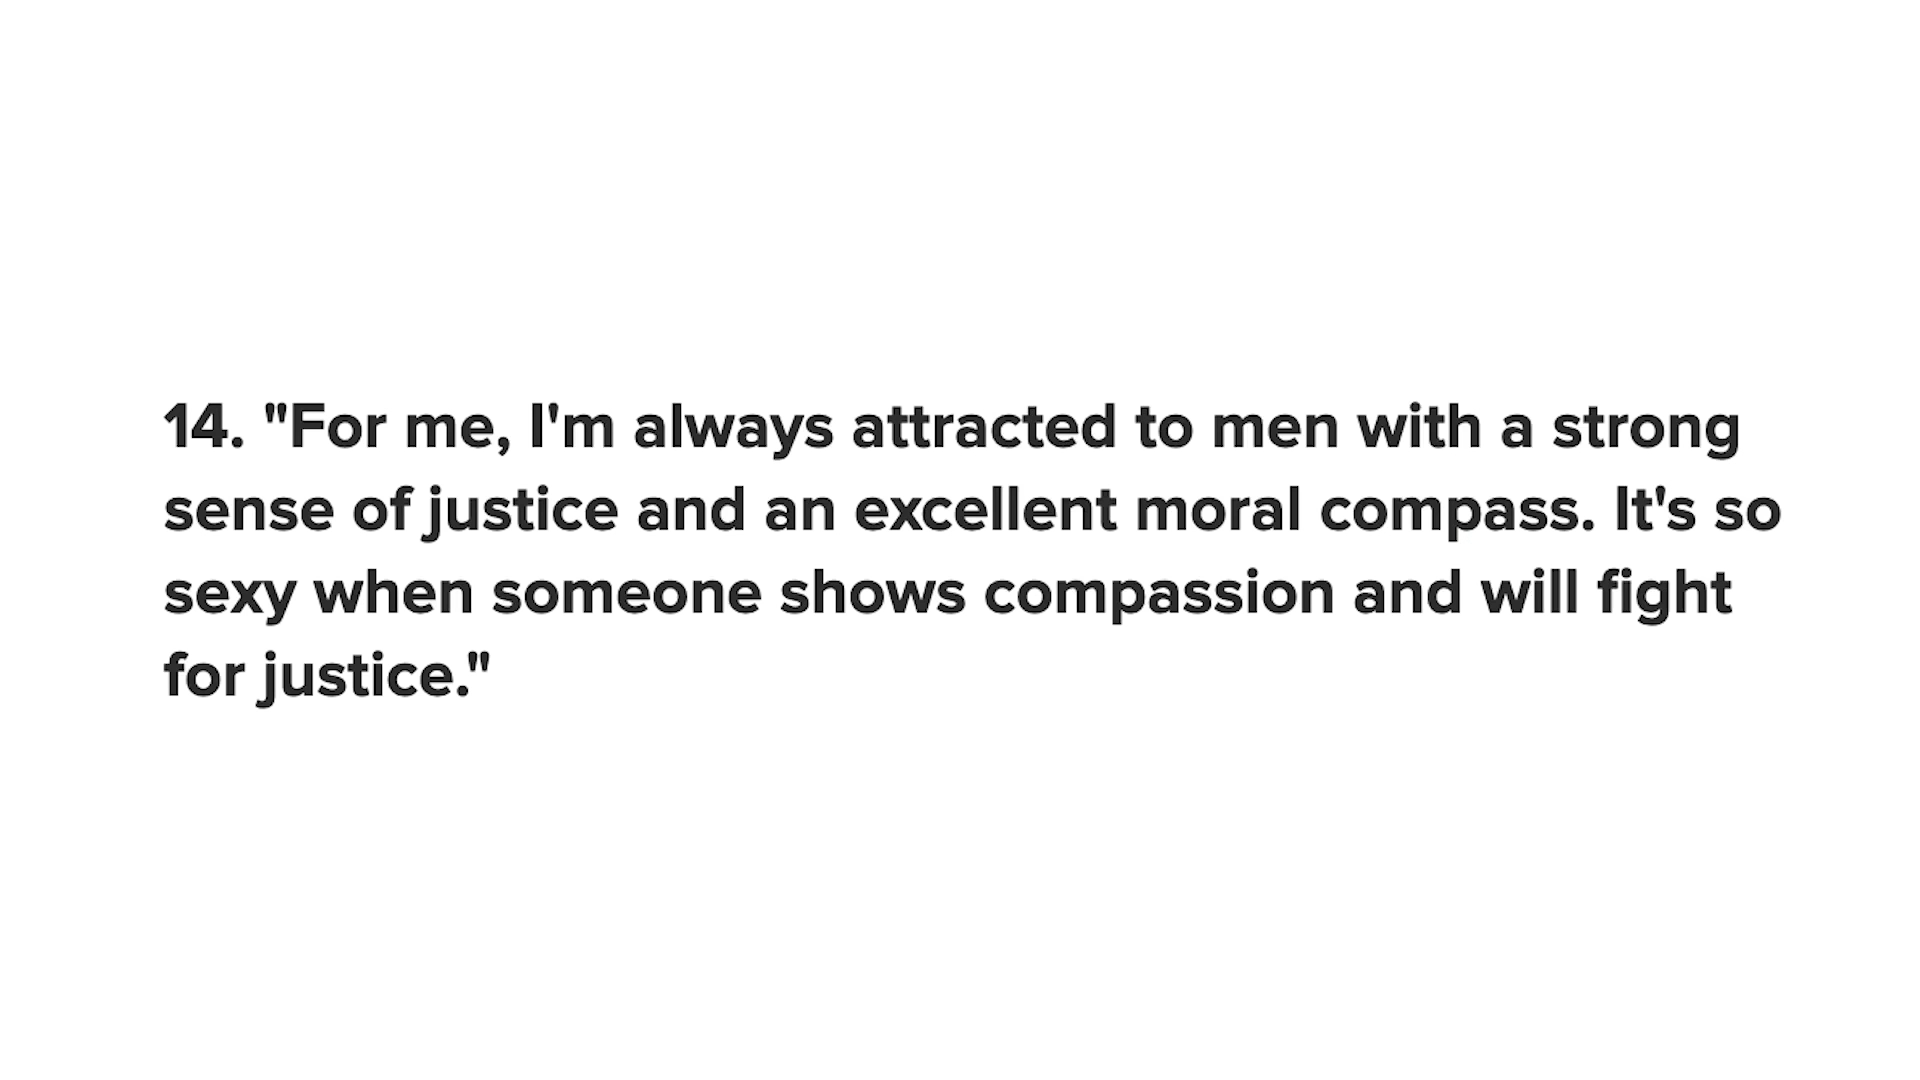 14. "For me, I'm always attracted to men with a strong
sense of justice and an excellent moral compass. It's so
sexy when someone shows compassion and will fight
for justice."